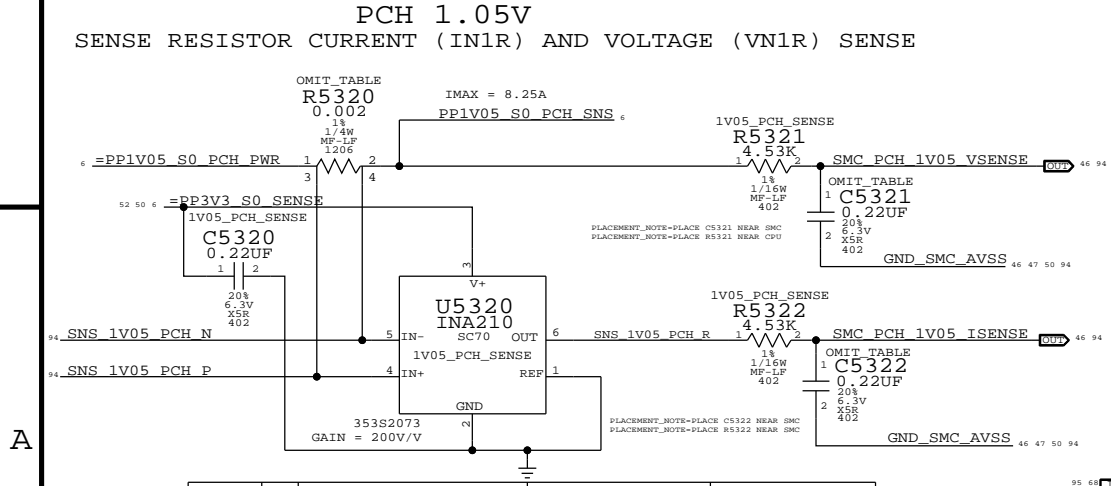 PCH 1.05V
SENSE RESISTOR CURRENT (IN1R) AND VOLTAGE (VN1R) SENSE
OMIT_TABLE
R5320
0.002
1%
1/4W
MF-LF
1206
IMAX = 8.25A
PP1V05_S0_PCH_SNS 6
6 =PP1V05_S0_PCH_PWR 1 2
3 4
1V05_PCH_SENSE
R5321
4.53K
1 2
1%
1/16W
MF-LF
402
SMC_PCH_1V05_VSENSE OUT 46 94
OMIT_TABLE
C5321
1
0.22UF
20%
2 6.3V
X5R
402
PLACEMENT_NOTE=PLACE C5321 NEAR SMC
PLACEMENT_NOTE=PLACE R5321 NEAR CPU
GND_SMC_AVSS 46 47 50 94
52 50 6 =PP3V3_S0_SENSE
1V05_PCH_SENSE
C5320
0.22UF
1 2
20%
6.3V
X5R
402
3
V+
U5320
INA210
SC70
1V05_PCH_SENSE
94 SNS_1V05_PCH_N 5 IN-
OUT 6 SNS_1V05_PCH_R
94 SNS_1V05_PCH_P 4 IN+
REF 1
GND
2
353S2073
GAIN = 200V/V
1V05_PCH_SENSE
R5322
4.53K
1 2
1%
1/16W
MF-LF
402
SMC_PCH_1V05_ISENSE OUT 46 94
OMIT_TABLE
C5322
1
0.22UF
20%
2 6.3V
X5R
402
PLACEMENT_NOTE=PLACE C5322 NEAR SMC
PLACEMENT_NOTE=PLACE R5322 NEAR SMC
GND_SMC_AVSS 46 47 50 94
A
95 68